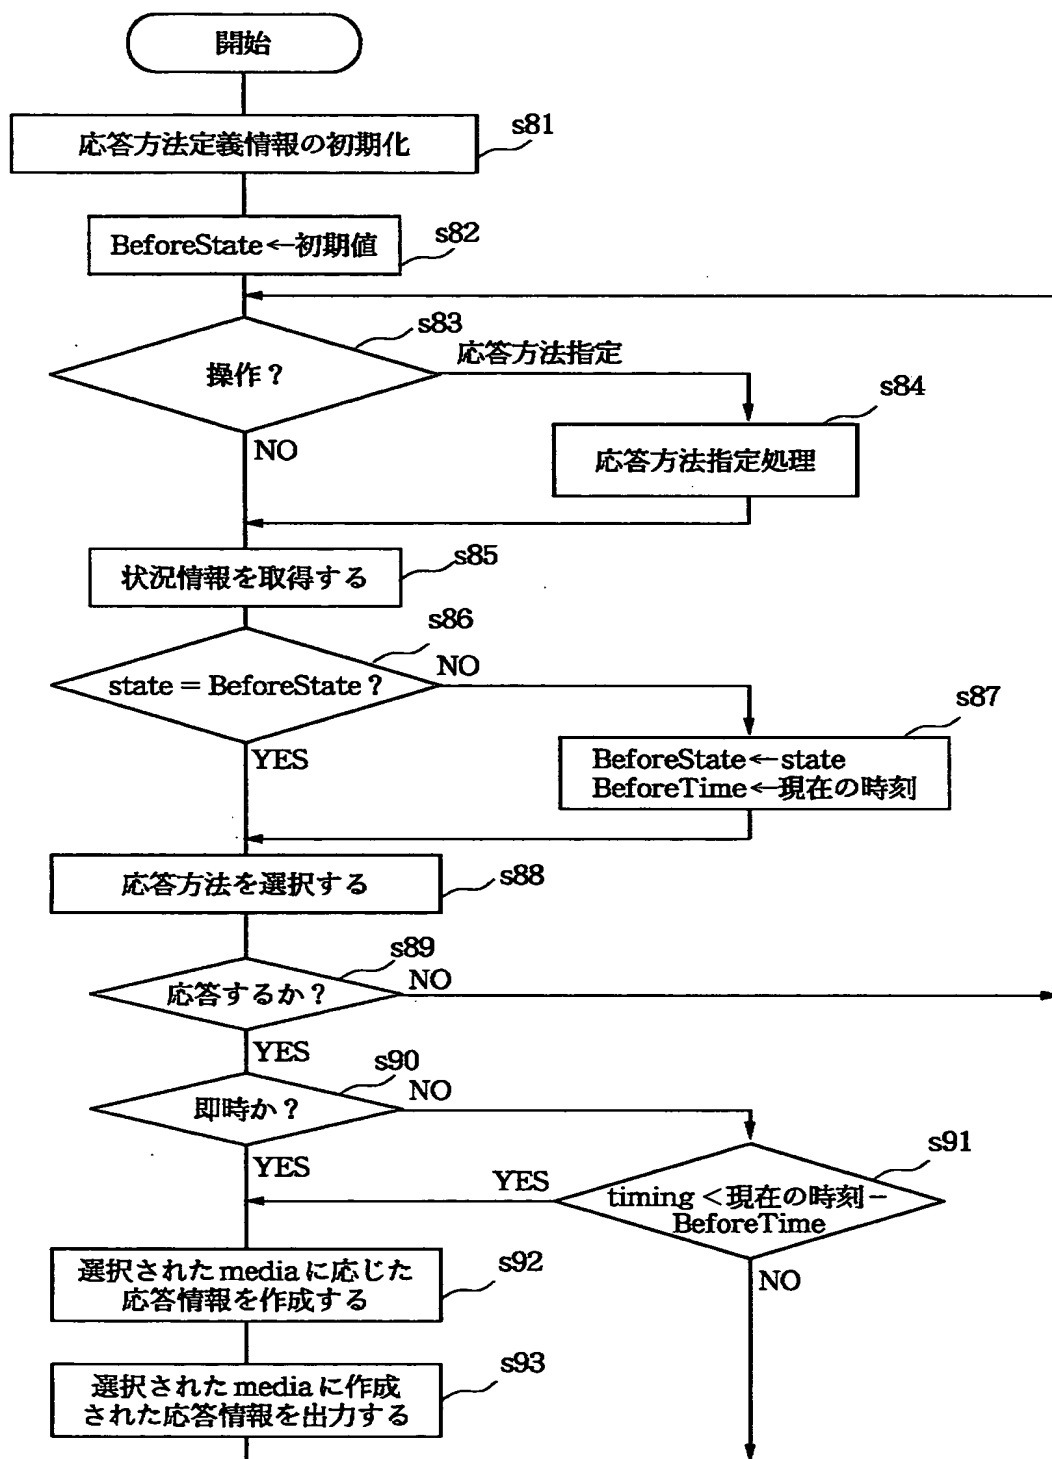 開始
応答方法定義情報の初期化
s81
BeforeState←初期値
s82
s83
操作？
応答方法指定
NO
s84
応答方法指定処理
状況情報を取得する
s85
s86
state = BeforeState？
NO
YES
s87
BeforeState←state
BeforeTime←現在の時刻
応答方法を選択する
s88
s89
応答するか？
NO
YES
s90
即時か？
NO
YES
s91
timing＜現在の時刻－
BeforeTime
YES
NO
選択されたmediaに応じた
応答情報を作成する
s92
選択されたmediaに作成
された応答情報を出力する
s93